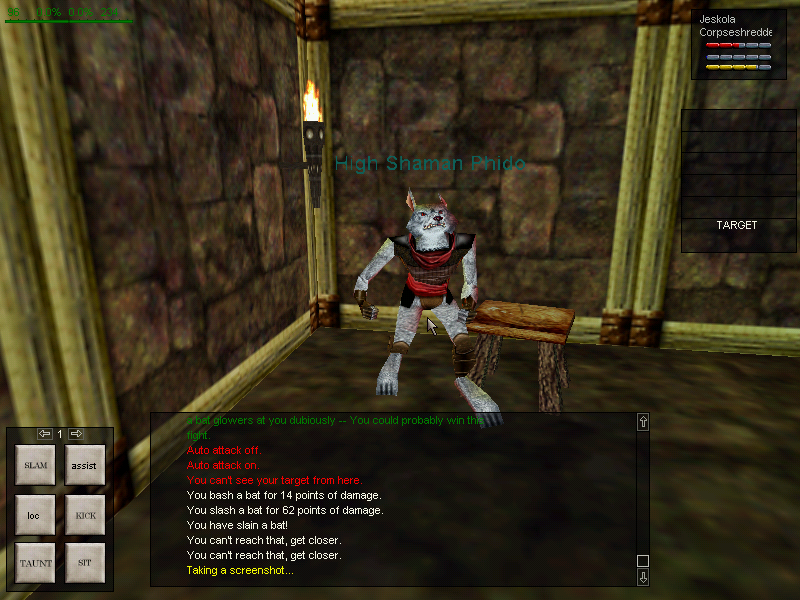 Jeskola
Corpseshredde
High Shaman Phido
TARGET
a bat glowers at you dubiously -- You could probably win this
fight.
Auto attack off.
Auto attack on.
You can't see your target from here.
You bash a bat for 14 points of damage.
You slash a bat for 62 points of damage.
You have slain a bat!
You can't reach that, get closer.
You can't reach that, get closer.
Taking a screenshot...
1
SLAM assist
loc KICK
TAUNT SIT